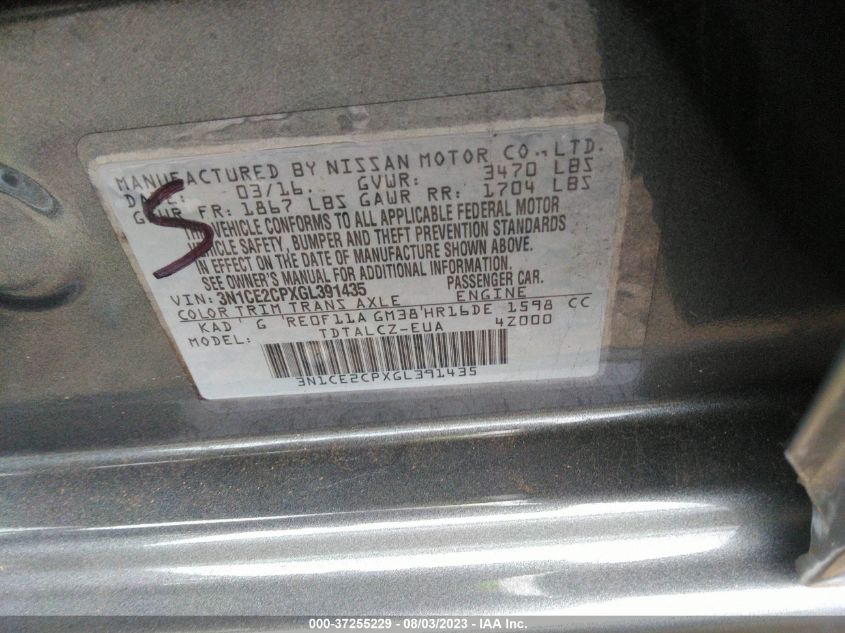 MANUFACTURED BY NISSAN MOTOR CO., LTD.
DATE: 03/16. GVWR: 3470 LBS
GAWR FR: 1867 LBS GAWR RR: 1704 LBS
THIS VEHICLE CONFORMS TO ALL APPLICABLE FEDERAL MOTOR
VEHICLE SAFETY, BUMPER AND THEFT PREVENTION STANDARDS
IN EFFECT ON THE DATE OF MANUFACTURE SHOWN ABOVE.
SEE OWNER'S MANUAL FOR ADDITIONAL INFORMATION.
VIN: 3N1CE2CPXGL391435 PASSENGER CAR.
COLOR TRIM TRANS AXLE ENGINE
KAD G RE0F11A GM38 HR16DE 1598 CC
MODEL: TDTALCZ-EUA 4Z000
3N1CE2CPXGL391435
S
000-37255229 - 08/03/2023 - IAA Inc.